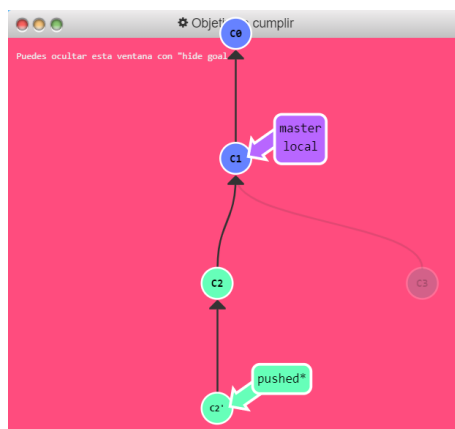 Objeti cumplir
C0
Puedes ocultar esta ventana con "hide goal
master
local
C1
C2
C3
pushed*
C2'